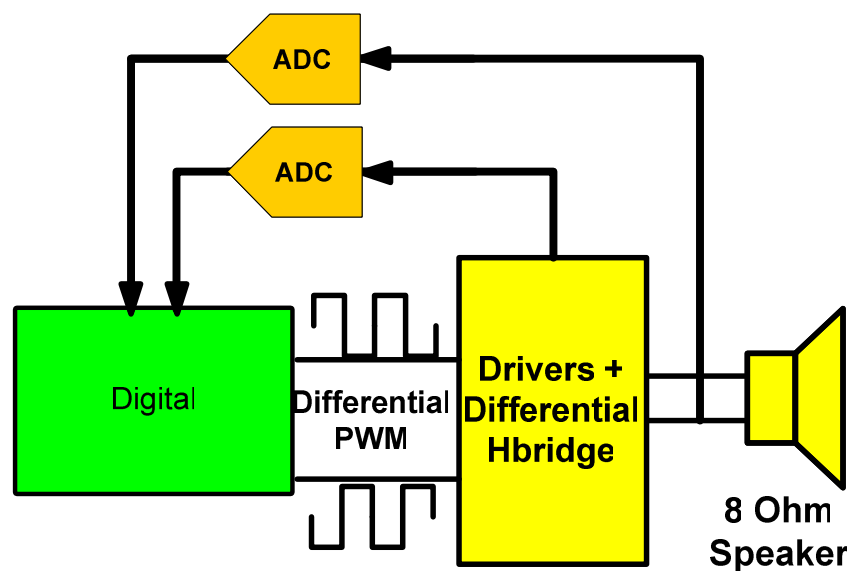 ADC
ADC
Digital
Differential
PWM
Drivers +
Differential
Hbridge
8 Ohm
Speaker